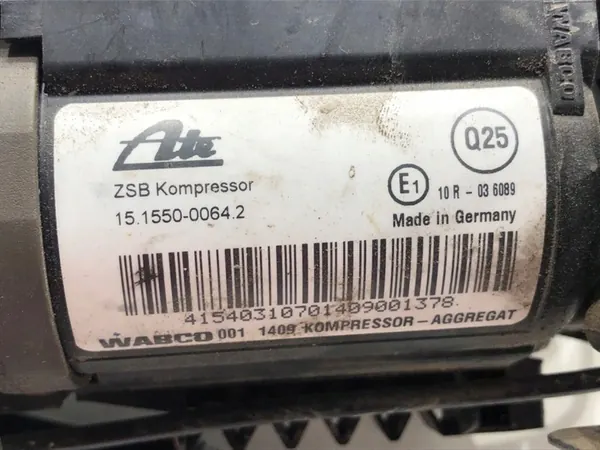 WABCO
Ate
Q25
ZSB Kompressor
E1
10 R - 03 6089
15.1550-0064.2
Made in Germany
415403107014D9001378
WABCO 001 1409 KOMPRESSOR-AGGREGAT